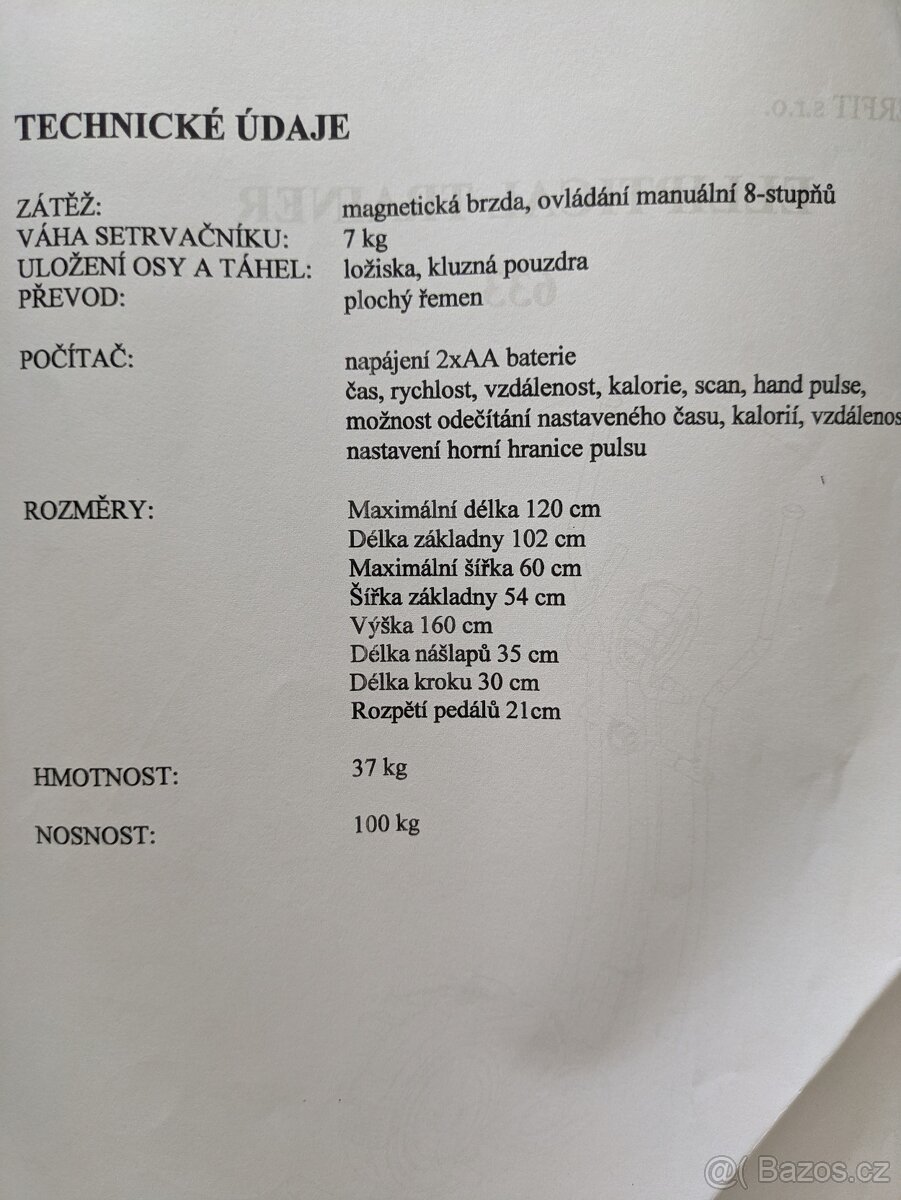 TECHNICKÉ ÚDAJE
ZÁTĚŽ: magnetická brzda, ovládání manuální 8-stupňů
VÁHA SETRVAČNÍKU: 7 kg
ULOŽENÍ OSY A TÁHEL: ložiska, kluzná pouzdra
PŘEVOD: plochý řemen
POČÍTAČ: napájení 2xAA baterie
čas, rychlost, vzdálenost, kalorie, scan, hand pulse,
možnost odečítání nastaveného času, kalorií, vzdálenos
nastavení horní hranice pulsu
ROZMĚRY: Maximální délka 120 cm
Délka základny 102 cm
Maximální šířka 60 cm
Šířka základny 54 cm
Výška 160 cm
Délka nášlapů 35 cm
Délka kroku 30 cm
Rozpětí pedálů 21cm
HMOTNOST: 37 kg
NOSNOST: 100 kg
@( Bazos.cz